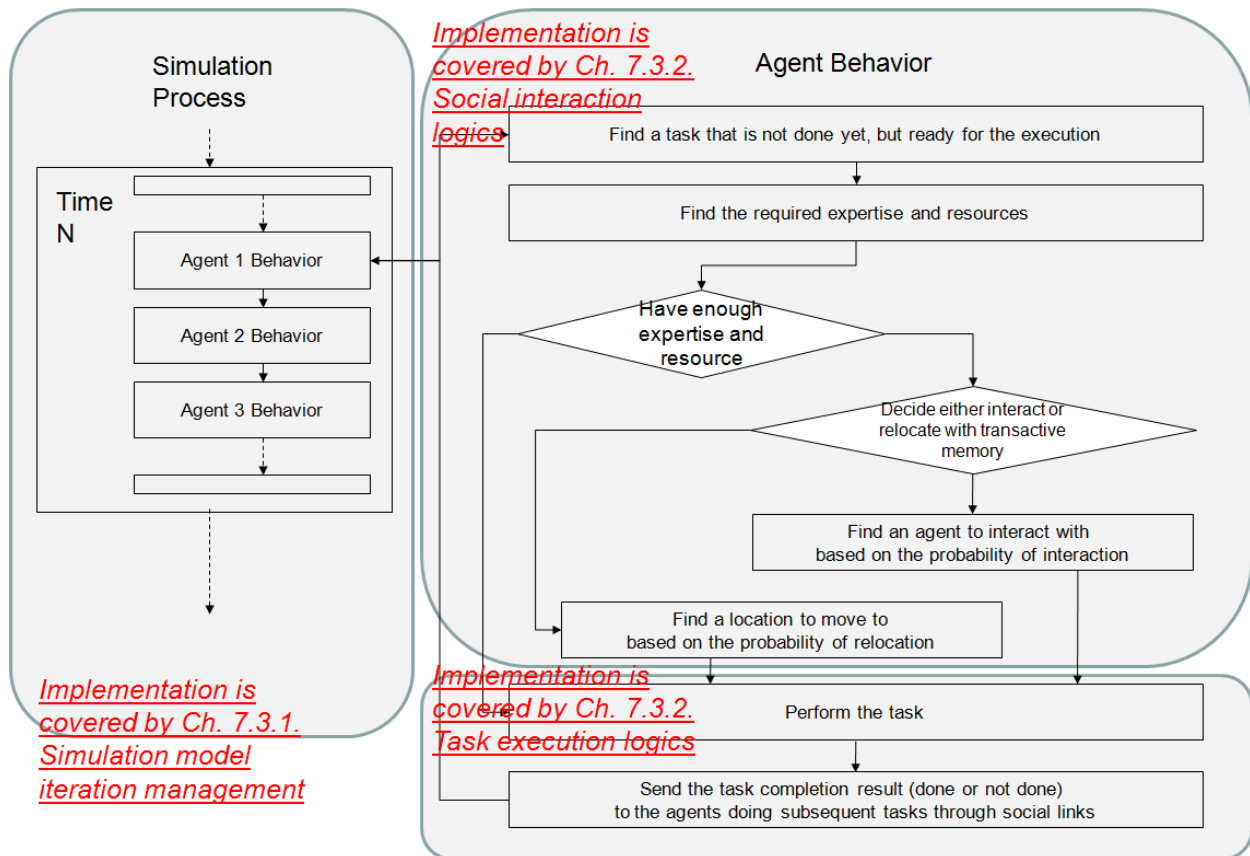 Simulation
Process
Time
N
Agent 1 Behavior
Agent 2 Behavior
Agent 3 Behavior
Implementation is
covered by Ch. 7.3.1.
Simulation model
iteration management
Implementation is
covered by Ch. 7.3.2.
Social interaction
logics
Agent Behavior
Find a task that is not done yet, but ready for the execution
Find the required expertise and resources
Have enough
expertise and
resource
Decide either interact or
relocate with transactive
memory
Find an agent to interact with
based on the probability of interaction
Find a location to move to
based on the probability of relocation
Implementation is
covered by Ch. 7.3.2.
Task execution logics
Perform the task
Send the task completion result (done or not done)
to the agents doing subsequent tasks through social links